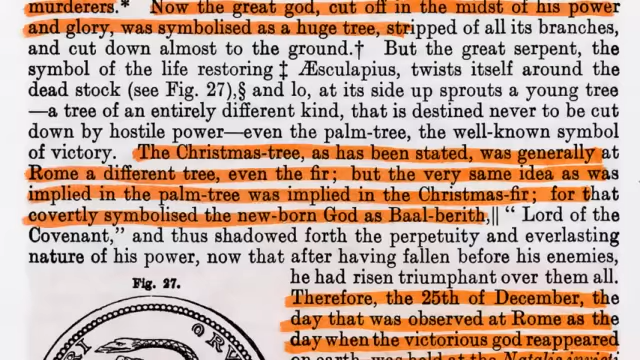 murderers.* Now the great god, cut off in the midst of his power
and glory, was symbolised as a huge tree, stripped of all its branches,
and cut down almost to the ground.† But the great serpent, the
symbol of the life restoring ‡ Æsculapius, twists itself around the
dead stock (see Fig. 27),§ and lo, at its side up sprouts a young tree
—a tree of an entirely different kind, that is destined never to be cut
down by hostile power—even the palm-tree, the well-known symbol
of victory. The Christmas-tree, as has been stated, was generally at
Rome a different tree, even the fir; but the very same idea as was
implied in the palm-tree was implied in the Christmas-fir; for that
covertly symbolised the new-born God as Baal-berith,‖ “ Lord of the
Covenant,” and thus shadowed forth the perpetuity and everlasting
nature of his power, now that after having fallen before his enemies,
he had risen triumphant over them all.
Fig. 27.
Therefore, the 25th of December, the
day that was observed at Rome as the
day when the victorious god reappeared
on earth, was held at the Natalis invicti